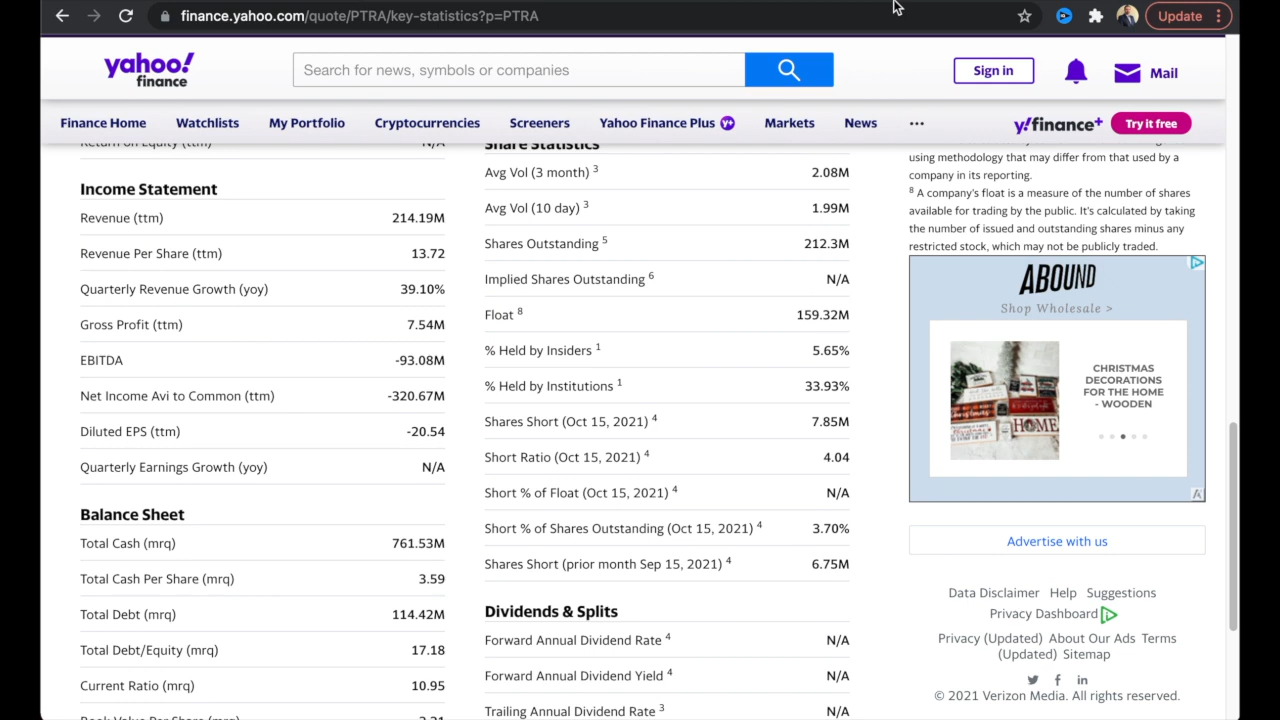 finance.yahoo.com/quote/PTRA/key-statistics?p=PTRA
Update
yahoo!
finance
Search for news, symbols or companies
Sign in
Mail
Finance Home Watchlists My Portfolio Cryptocurrencies Screeners Yahoo Finance Plus Y+ Markets News ...
y!finance+ Try it free
Return on Equity (ttm) N/A
Income Statement
Revenue (ttm) 214.19M
Revenue Per Share (ttm) 13.72
Quarterly Revenue Growth (yoy) 39.10%
Gross Profit (ttm) 7.54M
EBITDA -93.08M
Net Income Avi to Common (ttm) -320.67M
Diluted EPS (ttm) -20.54
Quarterly Earnings Growth (yoy) N/A
Balance Sheet
Total Cash (mrq) 761.53M
Total Cash Per Share (mrq) 3.59
Total Debt (mrq) 114.42M
Total Debt/Equity (mrq) 17.18
Current Ratio (mrq) 10.95
Book Value Per Share (mrq)
Share Statistics
Avg Vol (3 month) 3 2.08M
Avg Vol (10 day) 3 1.99M
Shares Outstanding 5 212.3M
Implied Shares Outstanding 6 N/A
Float 8 159.32M
% Held by Insiders 1 5.65%
% Held by Institutions 1 33.93%
Shares Short (Oct 15, 2021) 4 7.85M
Short Ratio (Oct 15, 2021) 4 4.04
Short % of Float (Oct 15, 2021) 4 N/A
Short % of Shares Outstanding (Oct 15, 2021) 4 3.70%
Shares Short (prior month Sep 15, 2021) 4 6.75M
Dividends & Splits
Forward Annual Dividend Rate 4 N/A
Forward Annual Dividend Yield 4 N/A
Trailing Annual Dividend Rate 3 N/A
using methodology that may differ from that used by a
company in its reporting.
8 A company's float is a measure of the number of shares
available for trading by the public. It's calculated by taking
the number of issued and outstanding shares minus any
restricted stock, which may not be publicly traded.
ABOUND
Shop Wholesale >
HOME
CHRISTMAS
DECORATIONS
FOR THE HOME
- WOODEN
Advertise with us
Data Disclaimer Help Suggestions
Privacy Dashboard
Privacy (Updated) About Our Ads Terms
(Updated) Sitemap
© 2021 Verizon Media. All rights reserved.